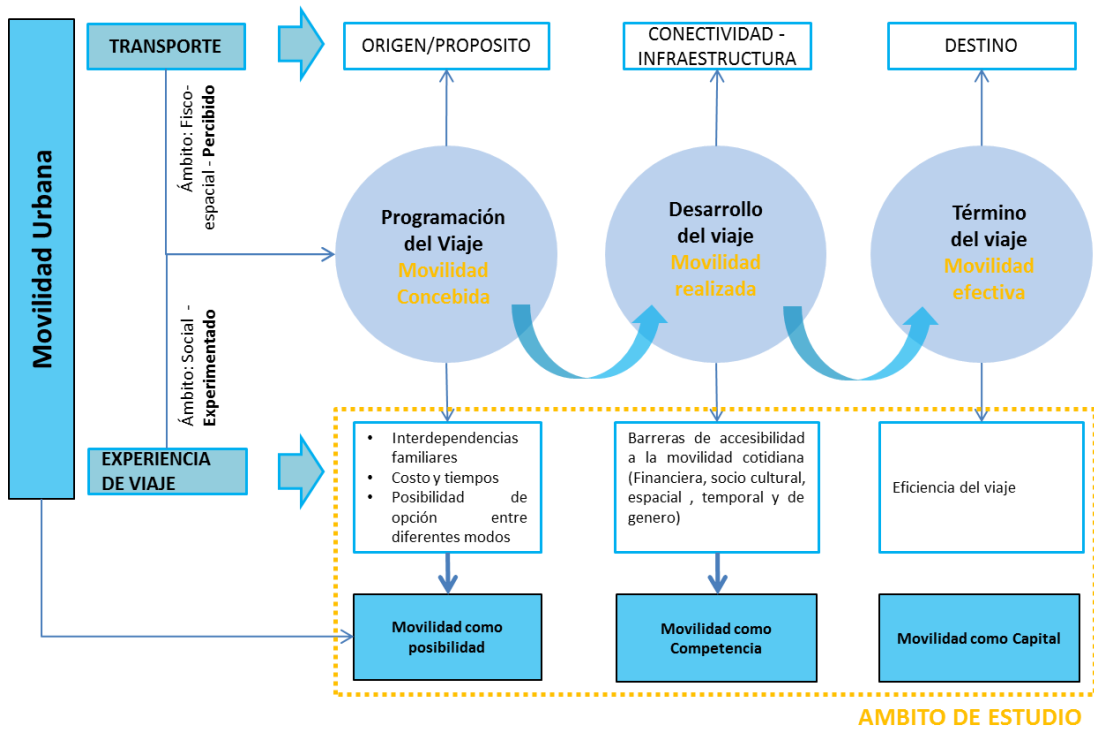 Movilidad Urbana
TRANSPORTE
Ámbito: Fisco-
espacial - Percibido
Ámbito: Social -
Experimentado
EXPERIENCIA
DE VIAJE
ORIGEN/PROPOSITO
CONECTIVIDAD -
INFRAESTRUCTURA
DESTINO
Programación
del Viaje
Movilidad
Concebida
Desarrollo
del viaje
Movilidad
realizada
Término
del viaje
Movilidad
efectiva
• Interdependencias
familiares
• Costo y tiempos
• Posibilidad de
opción entre
diferentes modos
Barreras de accesibilidad
a la movilidad cotidiana
(Financiera, socio cultural,
espacial , temporal y de
genero)
Eficiencia del viaje
Movilidad como
posibilidad
Movilidad como
Competencia
Movilidad como Capital
AMBITO DE ESTUDIO